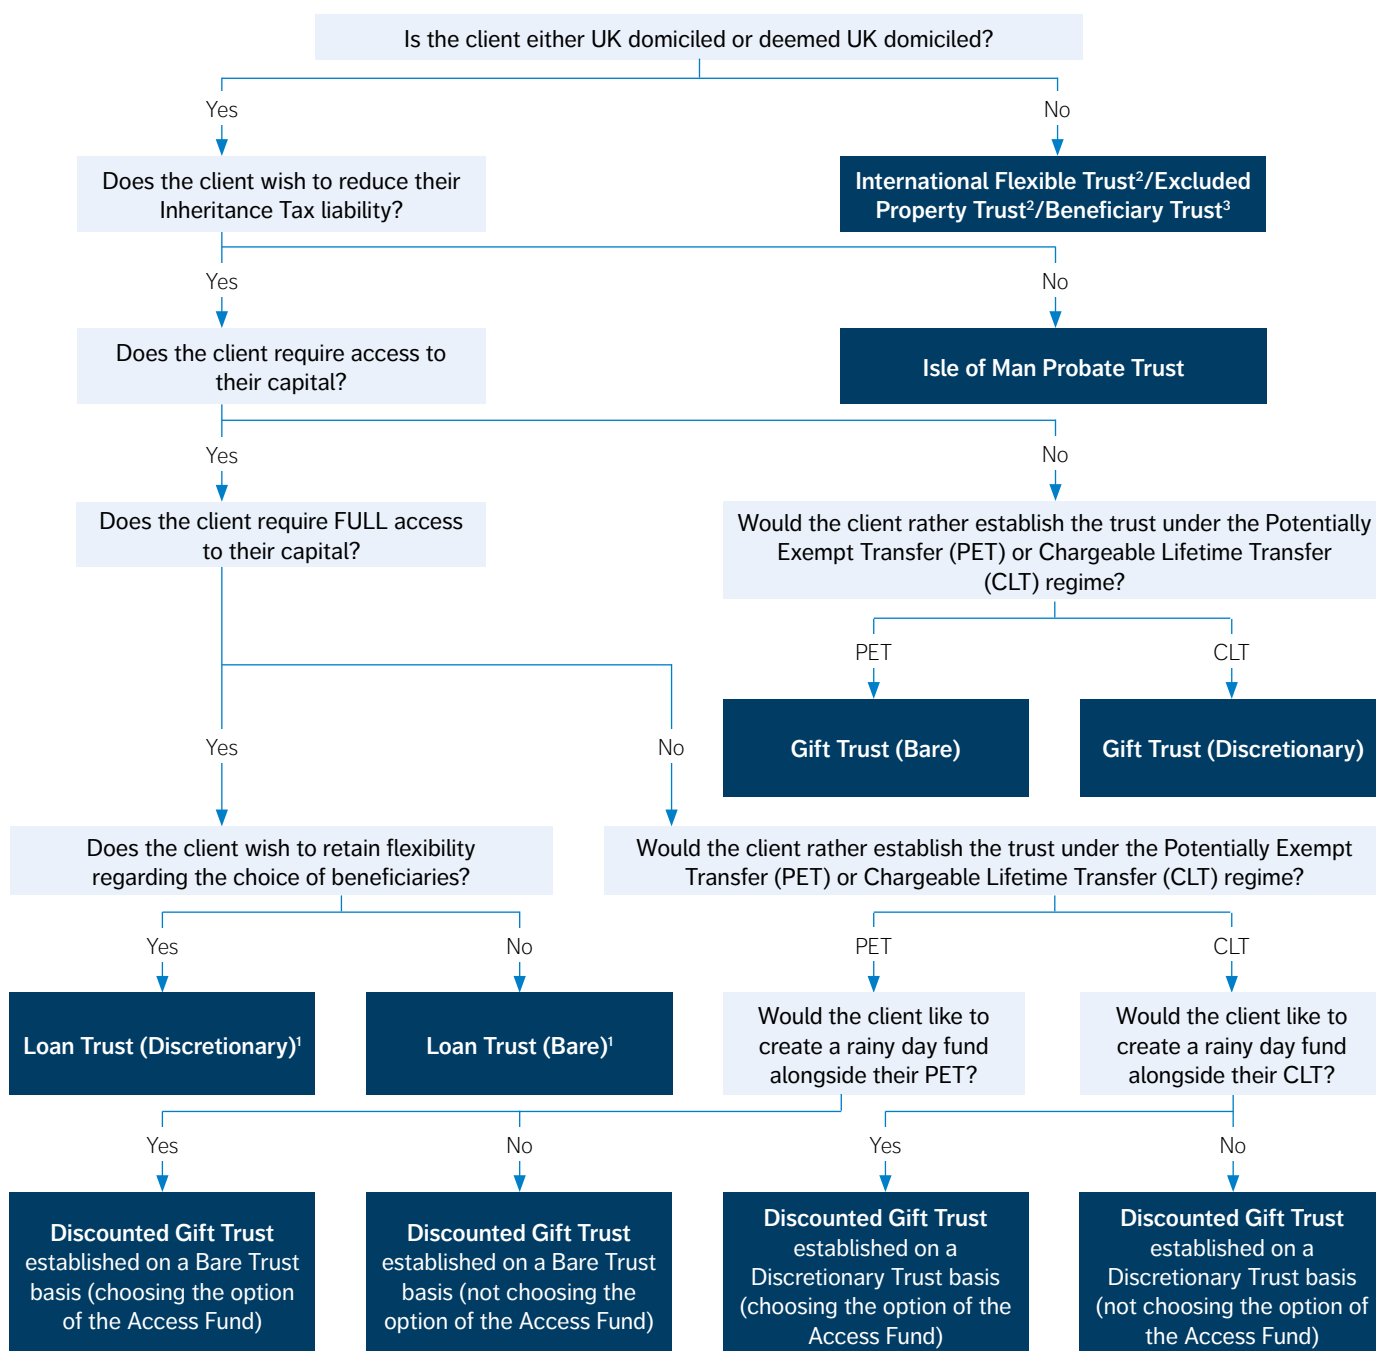 Is the client either UK domiciled or deemed UK domiciled?
Yes
No
Does the client wish to reduce their
Inheritance Tax liability?
International Flexible Trust²/Excluded
Property Trust²/Beneficiary Trust³
Yes
No
Does the client require access to
their capital?
Isle of Man Probate Trust
Yes
No
Does the client require FULL access
to their capital?
Would the client rather establish the trust under the Potentially
Exempt Transfer (PET) or Chargeable Lifetime Transfer
(CLT) regime?
PET
CLT
Gift Trust (Bare)
Gift Trust (Discretionary)
Yes
No
Does the client wish to retain flexibility
regarding the choice of beneficiaries?
Would the client rather establish the trust under the Potentially Exempt
Transfer (PET) or Chargeable Lifetime Transfer (CLT) regime?
Yes
No
PET
CLT
Loan Trust (Discretionary)¹
Loan Trust (Bare)¹
Would the client like to
create a rainy day fund
alongside their PET?
Would the client like to
create a rainy day fund
alongside their CLT?
Yes
No
Yes
No
Discounted Gift Trust
established on a Bare Trust
basis (choosing the option
of the Access Fund)
Discounted Gift Trust
established on a Bare Trust
basis (not choosing the
option of the Access Fund)
Discounted Gift Trust
established on a
Discretionary Trust basis
(choosing the option of the
Access Fund)
Discounted Gift Trust
established on a
Discretionary Trust basis
(not choosing the option of
the Access Fund)